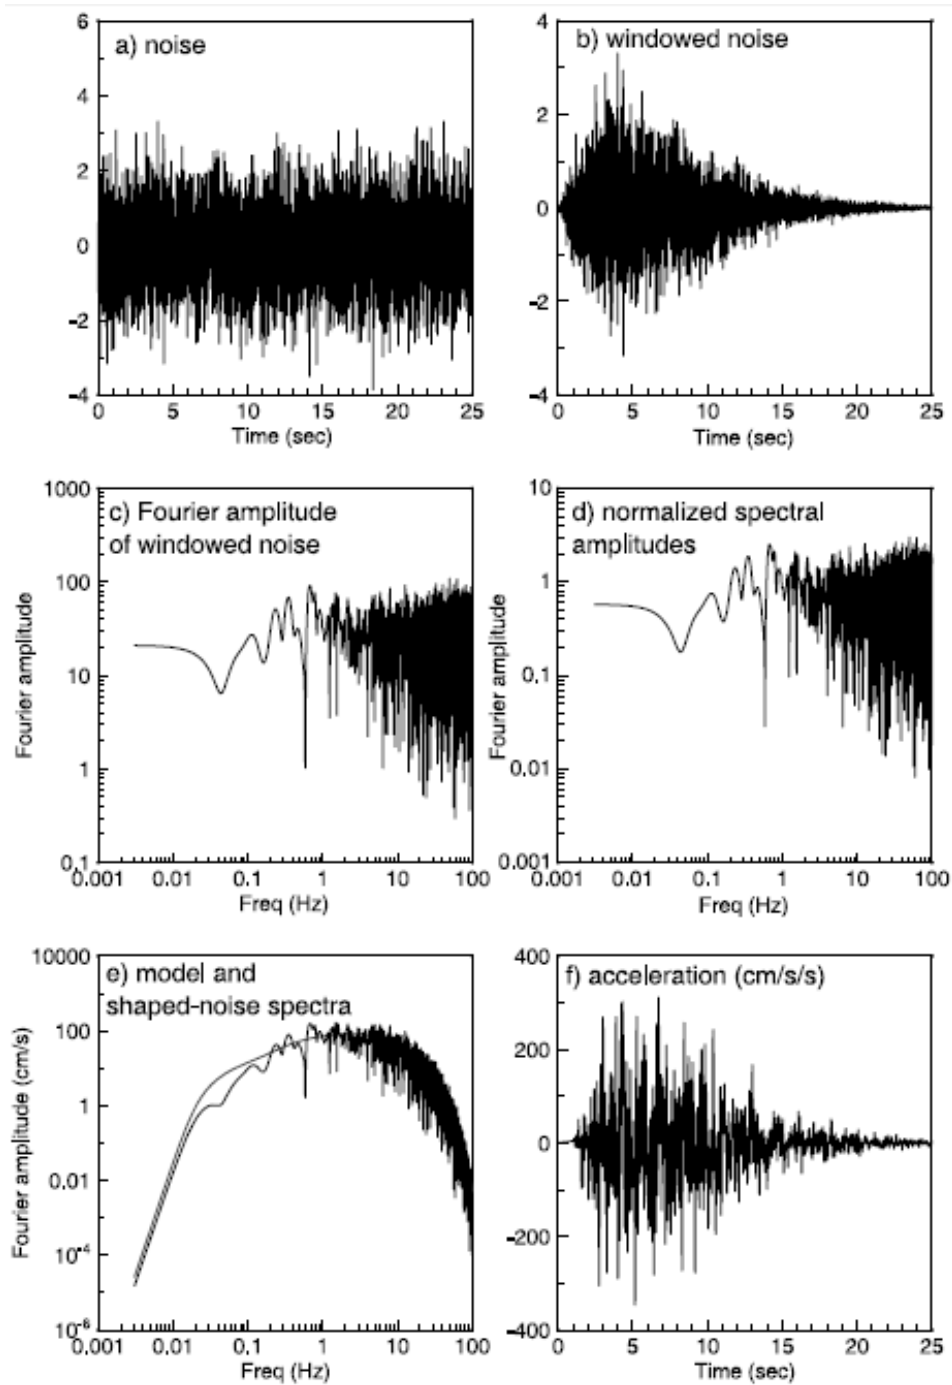 a) noise
6
4
2
0
−2
−4
0 5 10 15 20 25
Time (sec)
b) windowed noise
4
2
0
−2
−4
0 5 10 15 20 25
Time (sec)
c) Fourier amplitude
of windowed noise
Fourier amplitude
1000
100
10
1
0.1
0.001 0.01 0.1 1 10 100
Freq (Hz)
d) normalized spectral
amplitudes
Fourier amplitude
10
1
0.1
0.01
0.001
0.001 0.01 0.1 1 10 100
Freq (Hz)
e) model and
shaped-noise spectra
Fourier amplitude (cm/s)
10000
100
1
0.01
10⁻⁴
10⁻⁶
0.001 0.01 0.1 1 10 100
Freq (Hz)
f) acceleration (cm/s/s)
400
200
0
−200
−400
0 5 10 15 20 25
Time (sec)